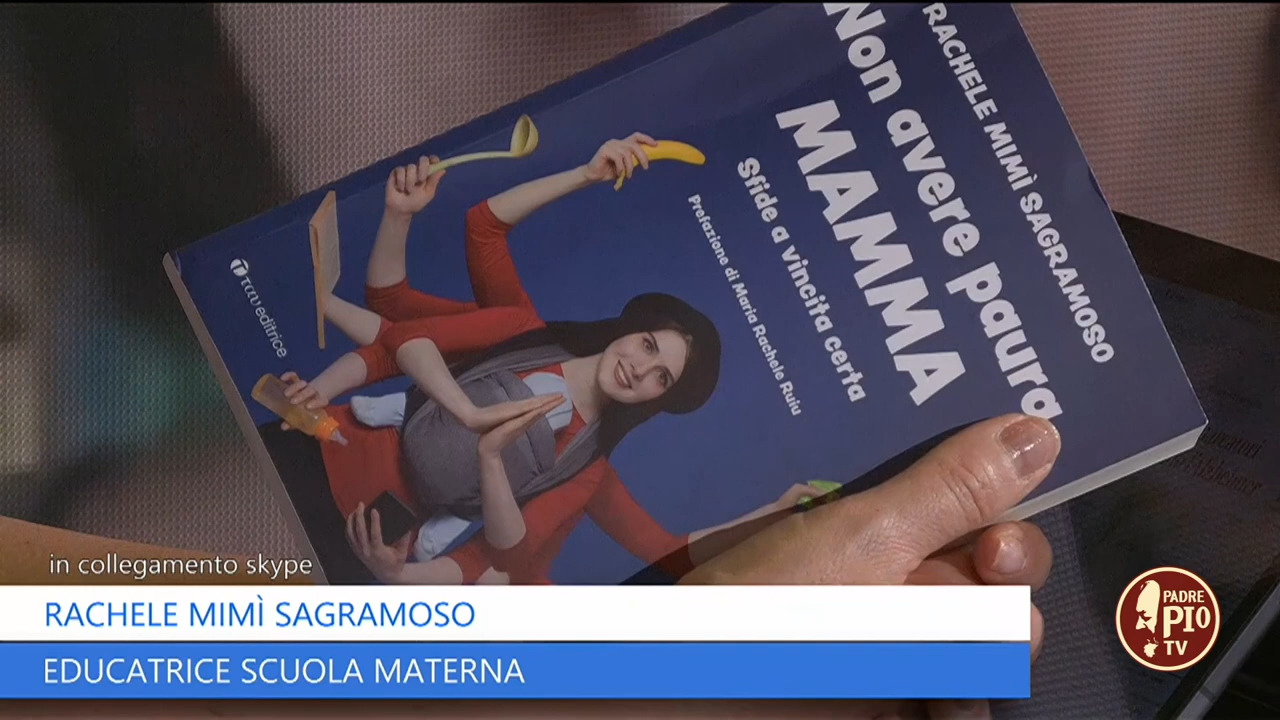 RACHELE MIMÌ SAGRAMOSO
Non avere paura
MAMMA
Sfide a vincita certa
Prefazione di Maria Rachele Ruiu
τau editrice
in collegamento skype
RACHELE MIMÌ SAGRAMOSO
EDUCATRICE SCUOLA MATERNA
PADRE
PIO
TV